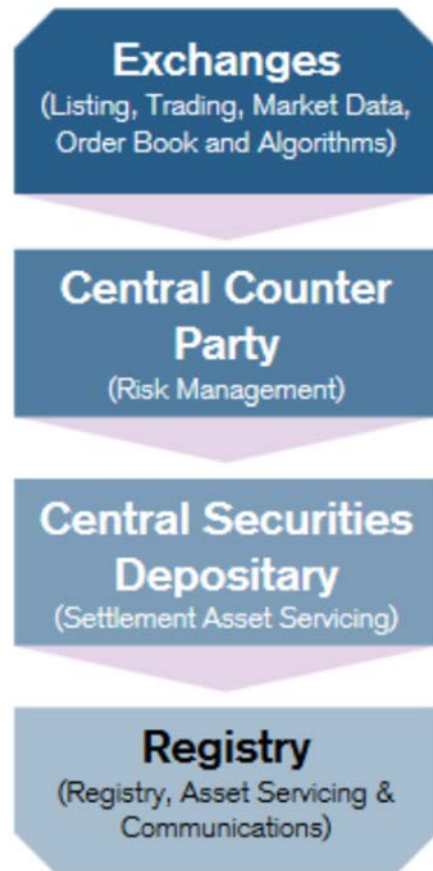 Exchanges
(Listing, Trading, Market Data,
Order Book and Algorithms)
Central Counter
Party
(Risk Management)
Central Securities
Depositary
(Settlement Asset Servicing)
Registry
(Registry, Asset Servicing &
Communications)